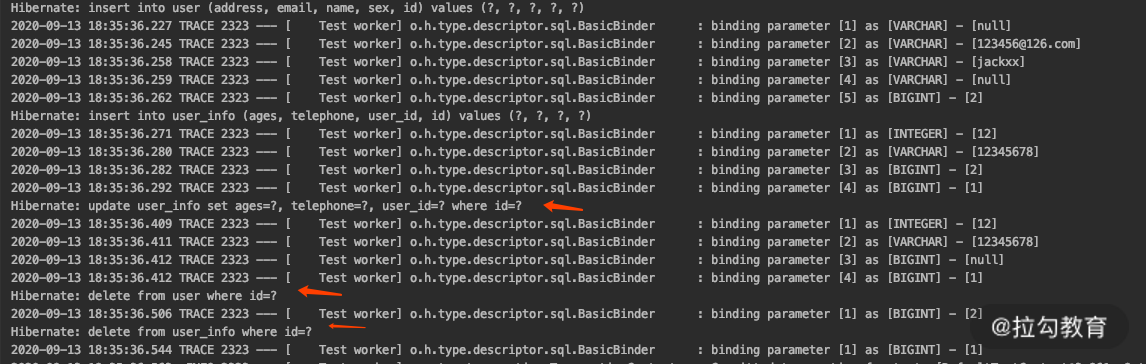 Hibernate: insert into user (address, email, name, sex, id) values (?, ?, ?, ?, ?)
2020-09-13 18:35:36.227 TRACE 2323 --- [    Test worker] o.h.type.descriptor.sql.BasicBinder      : binding parameter [1] as [VARCHAR] - [null]
2020-09-13 18:35:36.245 TRACE 2323 --- [    Test worker] o.h.type.descriptor.sql.BasicBinder      : binding parameter [2] as [VARCHAR] - [123456@126.com]
2020-09-13 18:35:36.258 TRACE 2323 --- [    Test worker] o.h.type.descriptor.sql.BasicBinder      : binding parameter [3] as [VARCHAR] - [jackxx]
2020-09-13 18:35:36.259 TRACE 2323 --- [    Test worker] o.h.type.descriptor.sql.BasicBinder      : binding parameter [4] as [VARCHAR] - [null]
2020-09-13 18:35:36.262 TRACE 2323 --- [    Test worker] o.h.type.descriptor.sql.BasicBinder      : binding parameter [5] as [BIGINT] - [2]
Hibernate: insert into user_info (ages, telephone, user_id, id) values (?, ?, ?, ?)
2020-09-13 18:35:36.271 TRACE 2323 --- [    Test worker] o.h.type.descriptor.sql.BasicBinder      : binding parameter [1] as [INTEGER] - [12]
2020-09-13 18:35:36.280 TRACE 2323 --- [    Test worker] o.h.type.descriptor.sql.BasicBinder      : binding parameter [2] as [VARCHAR] - [12345678]
2020-09-13 18:35:36.282 TRACE 2323 --- [    Test worker] o.h.type.descriptor.sql.BasicBinder      : binding parameter [3] as [BIGINT] - [2]
2020-09-13 18:35:36.292 TRACE 2323 --- [    Test worker] o.h.type.descriptor.sql.BasicBinder      : binding parameter [4] as [BIGINT] - [1]
Hibernate: update user_info set ages=?, telephone=?, user_id=? where id=?
2020-09-13 18:35:36.409 TRACE 2323 --- [    Test worker] o.h.type.descriptor.sql.BasicBinder      : binding parameter [1] as [INTEGER] - [12]
2020-09-13 18:35:36.411 TRACE 2323 --- [    Test worker] o.h.type.descriptor.sql.BasicBinder      : binding parameter [2] as [VARCHAR] - [12345678]
2020-09-13 18:35:36.412 TRACE 2323 --- [    Test worker] o.h.type.descriptor.sql.BasicBinder      : binding parameter [3] as [BIGINT] - [null]
2020-09-13 18:35:36.412 TRACE 2323 --- [    Test worker] o.h.type.descriptor.sql.BasicBinder      : binding parameter [4] as [BIGINT] - [1]
Hibernate: delete from user where id=?
2020-09-13 18:35:36.506 TRACE 2323 --- [    Test worker] o.h.type.descriptor.sql.BasicBinder      : binding parameter [1] as [BIGINT] - [2]
Hibernate: delete from user_info where id=?
2020-09-13 18:35:36.544 TRACE 2323 --- [    Test worker] o.h.type.descriptor.sql.BasicBinder      : binding parameter [1] as [BIGINT] - [1]
@拉勾教育